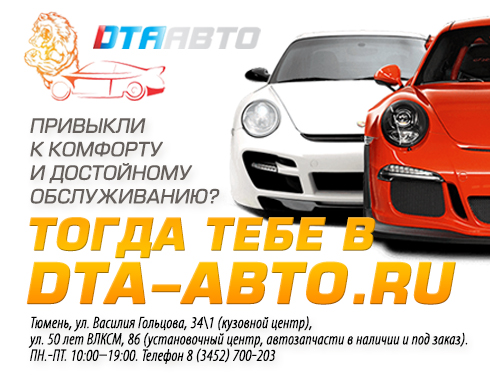 DTAАВТО
ПРИВЫКЛИ
К КОМФОРТУ
И ДОСТОЙНОМУ
ОБСЛУЖИВАНИЮ?
ТОГДА ТЕБЕ В
DTA-АВТО.RU
Тюмень, ул. Василия Гольцова, 34\1 (кузовной центр),
ул. 50 лет ВЛКСМ, 86 (установочный центр, автозапчасти в наличии и под заказ).
ПН.-ПТ. 10:00—19:00. Телефон 8 (3452) 700-203